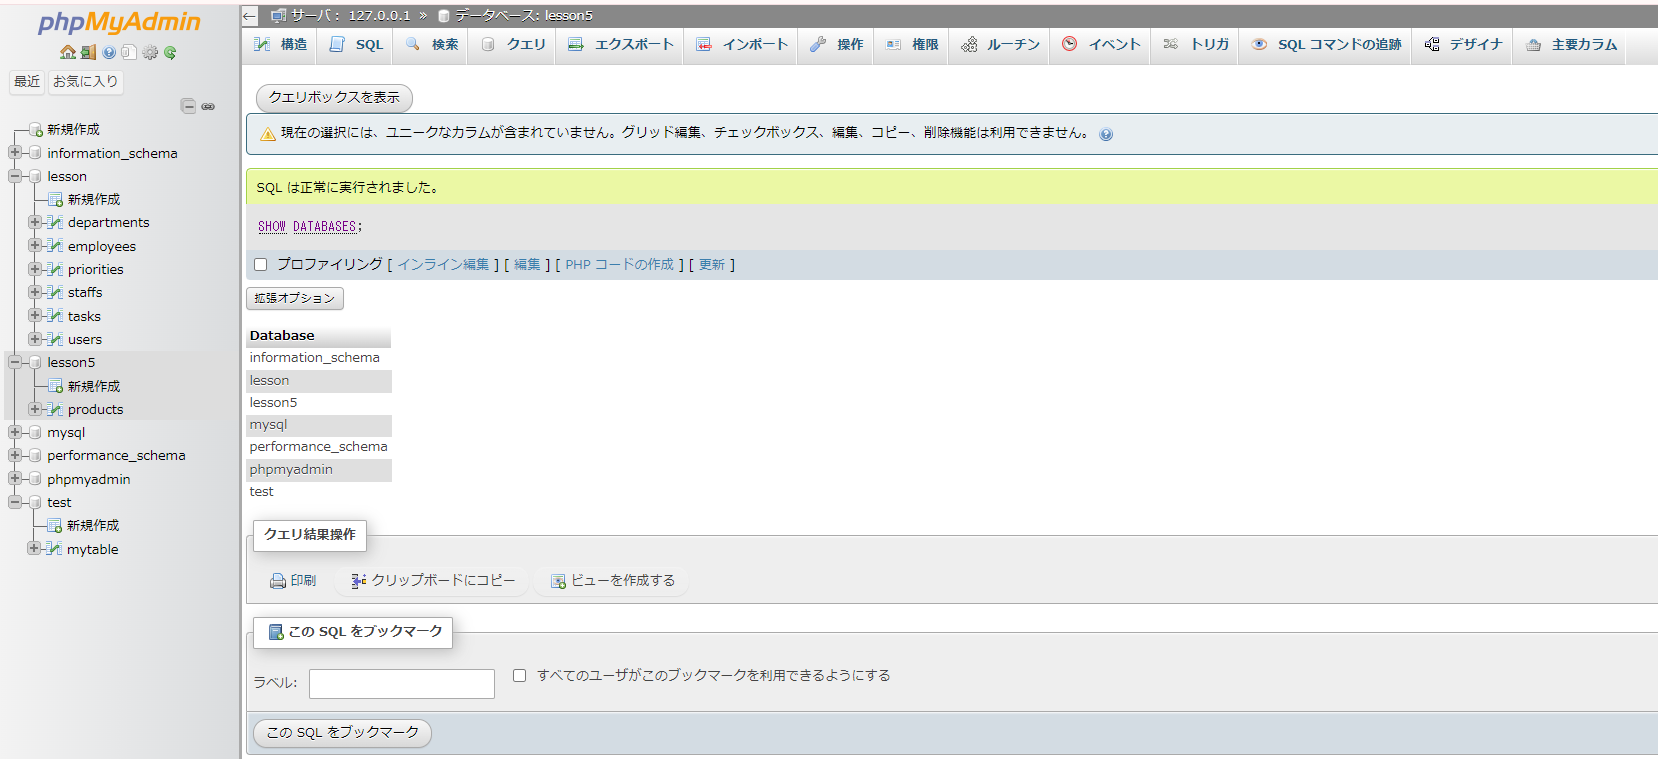 phpMyAdmin
最近 お気に入り
新規作成
information_schema
lesson
新規作成
departments
employees
priorities
staffs
tasks
users
lesson5
新規作成
products
mysql
performance_schema
phpmyadmin
test
新規作成
mytable
サーバ： 127.0.0.1 » データベース: lesson5
構造 SQL 検索 クエリ エクスポート インポート 操作 権限 ルーチン イベント トリガ SQL コマンドの追跡 デザイナ 主要カラム
クエリボックスを表示
現在の選択には、ユニークなカラムが含まれていません。グリッド編集、チェックボックス、編集、コピー、削除機能は利用できません。
SQL は正常に実行されました。
SHOW DATABASES;
プロファイリング [ インライン編集 ] [ 編集 ] [ PHP コードの作成 ] [ 更新 ]
拡張オプション
Database
information_schema
lesson
lesson5
mysql
performance_schema
phpmyadmin
test
クエリ結果操作
印刷 クリップボードにコピー ビューを作成する
この SQL をブックマーク
ラベル: すべてのユーザがこのブックマークを利用できるようにする
この SQL をブックマーク